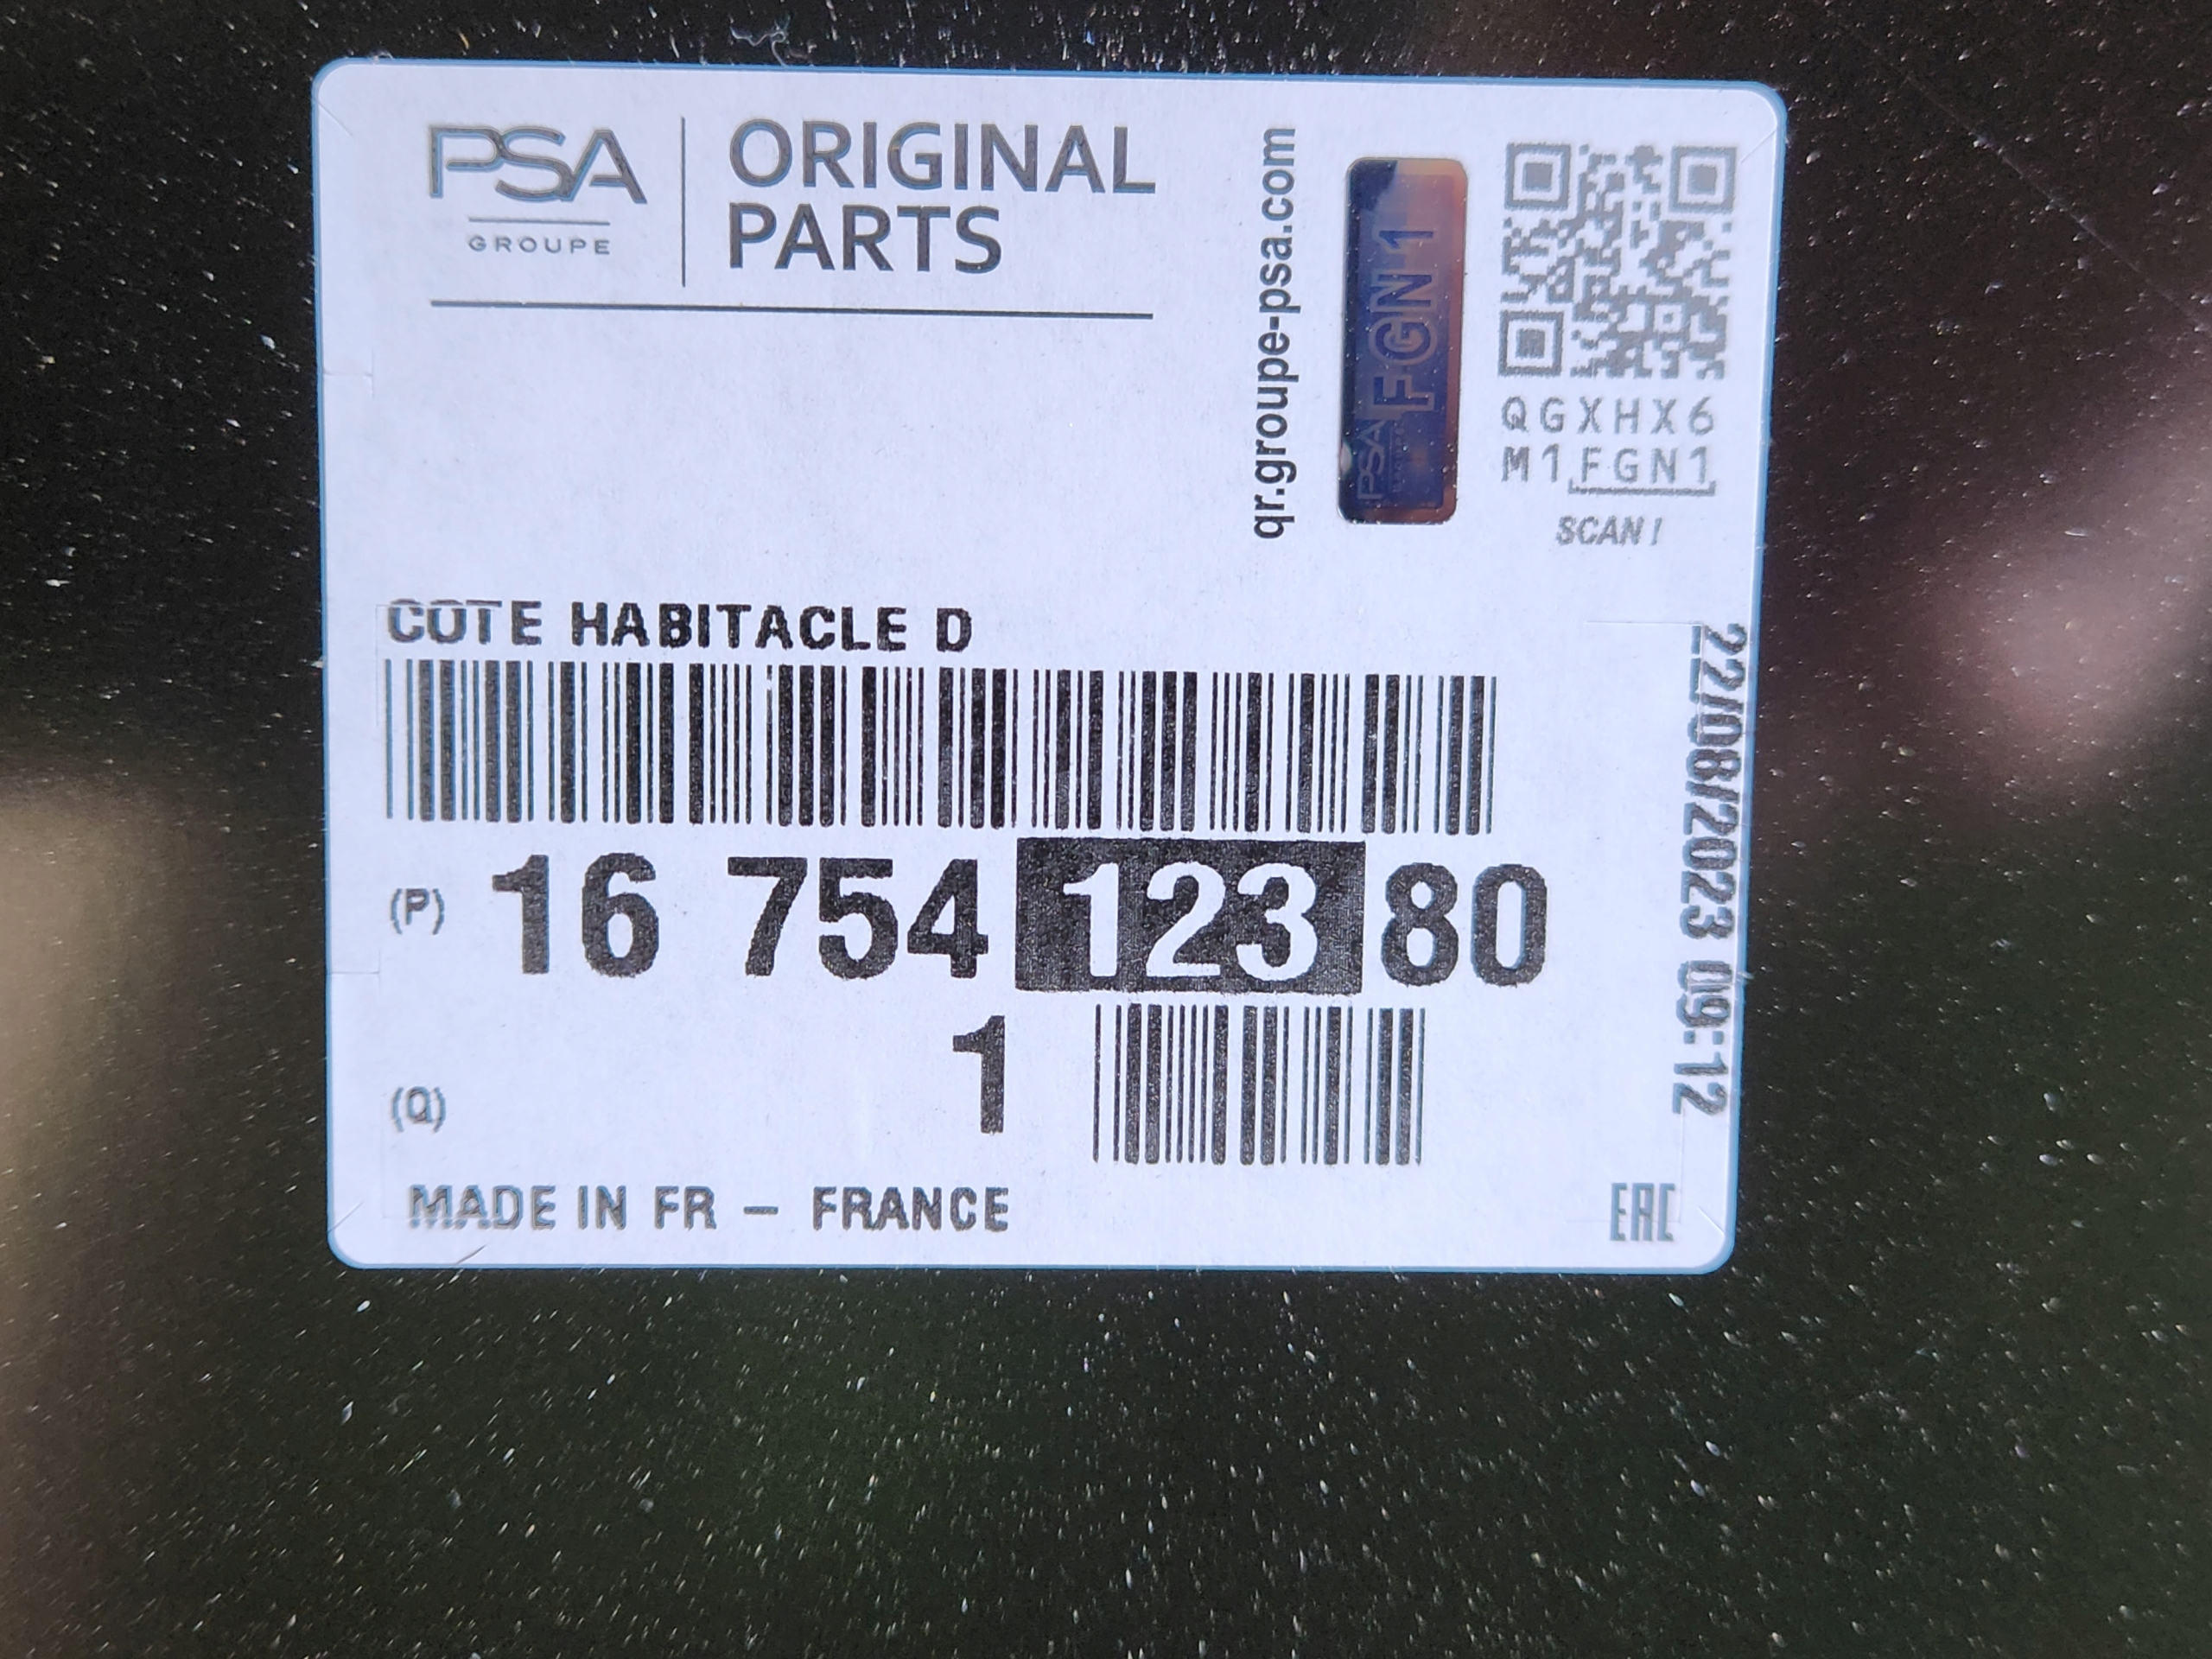 PSA
GROUPE
ORIGINAL
PARTS
qr.groupe-psa.com
PSA
FGN1
QGXHX6
M1FGN1
SCAN!
COTE HABITACLE D
(P) 16 754 123 80
(Q) 1
22/08/2023 09:12
MADE IN FR - FRANCE
EAC